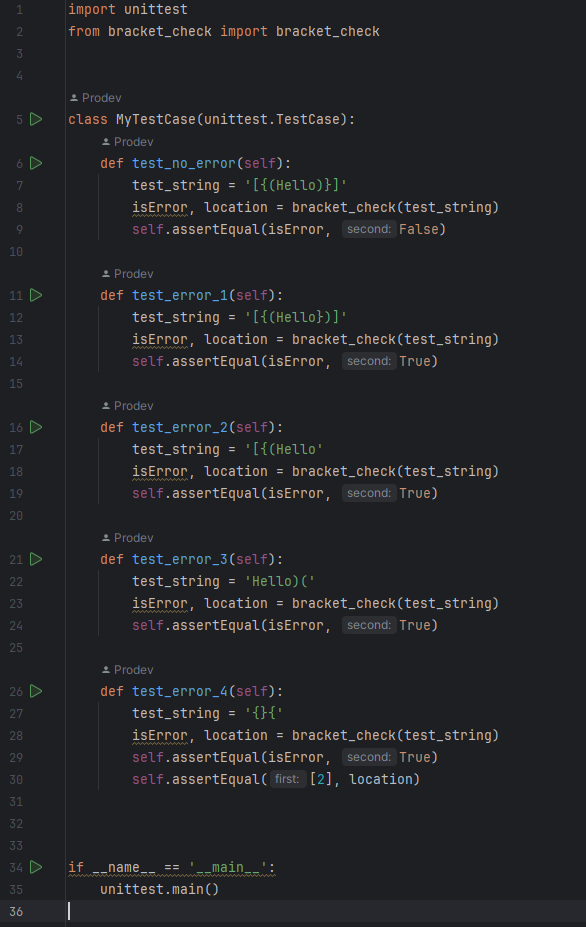 1 import unittest
2 from bracket_check import bracket_check
3
4
Prodev
5 class MyTestCase(unittest.TestCase):
Prodev
6 def test_no_error(self):
7 test_string = '[{(Hello)}]'
8 isError, location = bracket_check(test_string)
9 self.assertEqual(isError, second: False)
10
Prodev
11 def test_error_1(self):
12 test_string = '[{(Hello})]'
13 isError, location = bracket_check(test_string)
14 self.assertEqual(isError, second: True)
15
Prodev
16 def test_error_2(self):
17 test_string = '[{(Hello'
18 isError, location = bracket_check(test_string)
19 self.assertEqual(isError, second: True)
20
Prodev
21 def test_error_3(self):
22 test_string = 'Hello)('
23 isError, location = bracket_check(test_string)
24 self.assertEqual(isError, second: True)
25
Prodev
26 def test_error_4(self):
27 test_string = '{}{'
28 isError, location = bracket_check(test_string)
29 self.assertEqual(isError, second: True)
30 self.assertEqual( first: [2], location)
31
32
33
34 if __name__ == '__main__':
35 unittest.main()
36